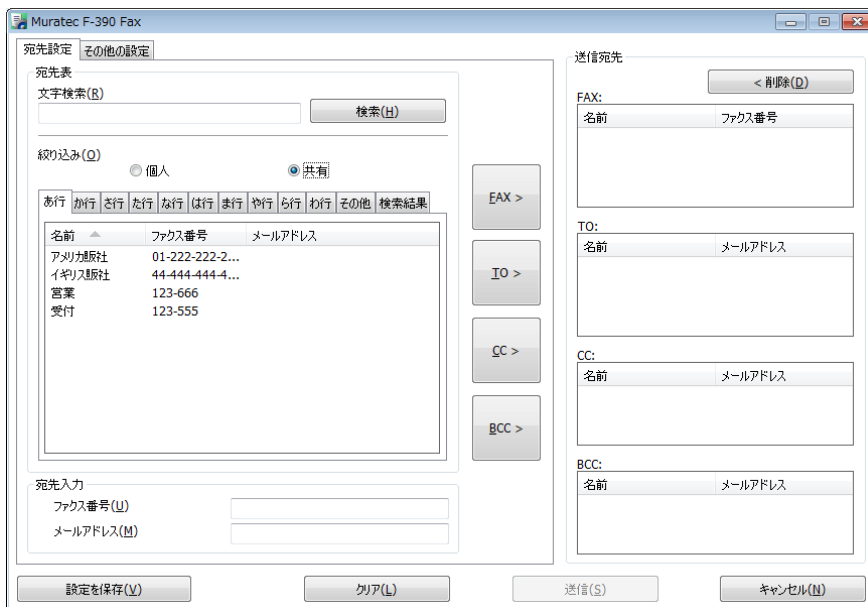 Muratec F-390 Fax
宛先設定 その他の設定
宛先表
文字検索(R)
検索(H)
絞り込み(O)
個人 共有
あ行 か行 さ行 た行 な行 は行 ま行 や行 ら行 わ行 その他 検索結果
名前 ファクス番号 メールアドレス
アメリカ販社 01-222-222-2...
イギリス販社 44-444-444-4...
営業 123-666
受付 123-555
宛先入力
ファクス番号(U)
メールアドレス(M)
FAX >
TO >
CC >
BCC >
送信宛先
< 削除(D)
FAX:
名前 ファクス番号
TO:
名前 メールアドレス
CC:
名前 メールアドレス
BCC:
名前 メールアドレス
設定を保存(V) クリア(L) 送信(S) キャンセル(N)